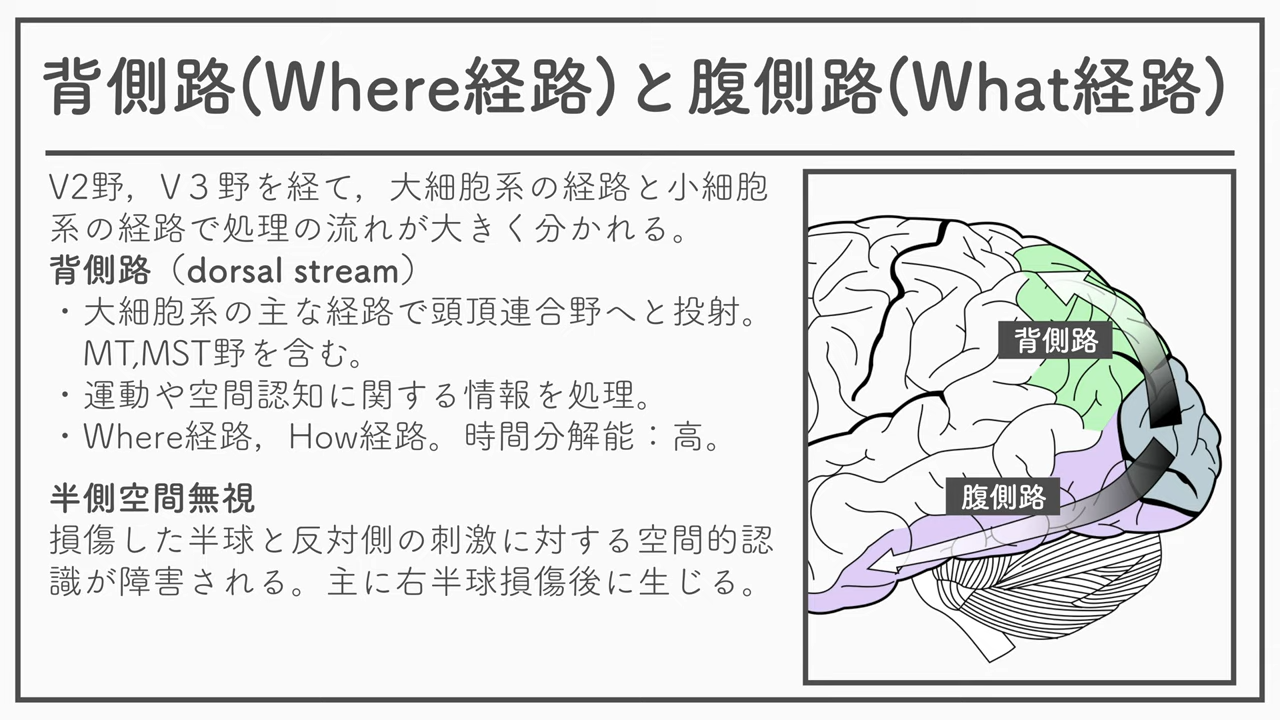 背側路(Where経路)と腹側路(What経路)
V2野，V３野を経て，大細胞系の経路と小細胞
系の経路で処理の流れが大きく分かれる。
背側路（dorsal stream）
・大細胞系の主な経路で頭頂連合野へと投射。
MT,MST野を含む。
・運動や空間認知に関する情報を処理。
・Where経路，How経路。時間分解能：高。
半側空間無視
損傷した半球と反対側の刺激に対する空間的認
識が障害される。主に右半球損傷後に生じる。
背側路
腹側路